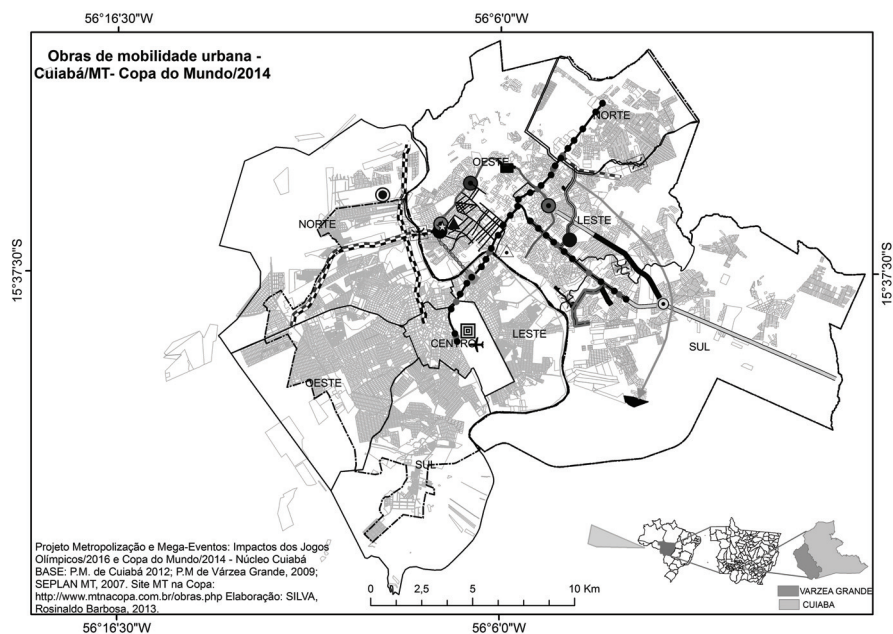 56°16'30"W
56°6'0"W
Obras de mobilidade urbana -
Cuiabá/MT- Copa do Mundo/2014
NORTE
OESTE
LESTE
NORTE
15°37'30"S
15°37'30"S
LESTE
CENTRO
SUL
OESTE
SUL
Projeto Metropolização e Mega-Eventos: Impactos dos Jogos
Olímpicos/2016 e Copa do Mundo/2014 - Núcleo Cuiabá
BASE: P.M. de Cuiabá 2012; P.M de Várzea Grande, 2009;
SEPLAN MT, 2007. Site MT na Copa:
http://www.mtnacopa.com.br/obras.php Elaboração: SILVA,
Rosinaldo Barbosa, 2013.
0 2,5 5 10 Km
VARZEA GRANDE
CUIABA
56°16'30"W
56°6'0"W